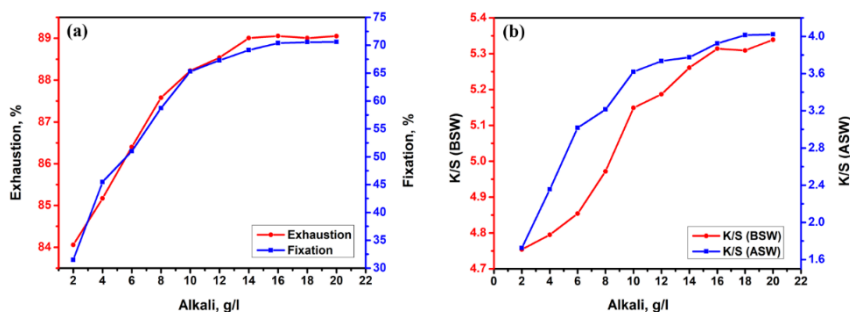 (a)
Exhaustion, %
89
88
87
86
85
84
Fixation, %
75
70
65
60
55
50
45
40
35
30
Exhaustion
Fixation
2 4 6 8 10 12 14 16 18 20 22
Alkali, g/l
(b)
K/S (BSW)
5.4
5.3
5.2
5.1
5.0
4.9
4.8
4.7
K/S (ASW)
4.0
3.6
3.2
2.8
2.4
2.0
1.6
K/S (BSW)
K/S (ASW)
0 2 4 6 8 10 12 14 16 18 20 22
Alkali, g/l